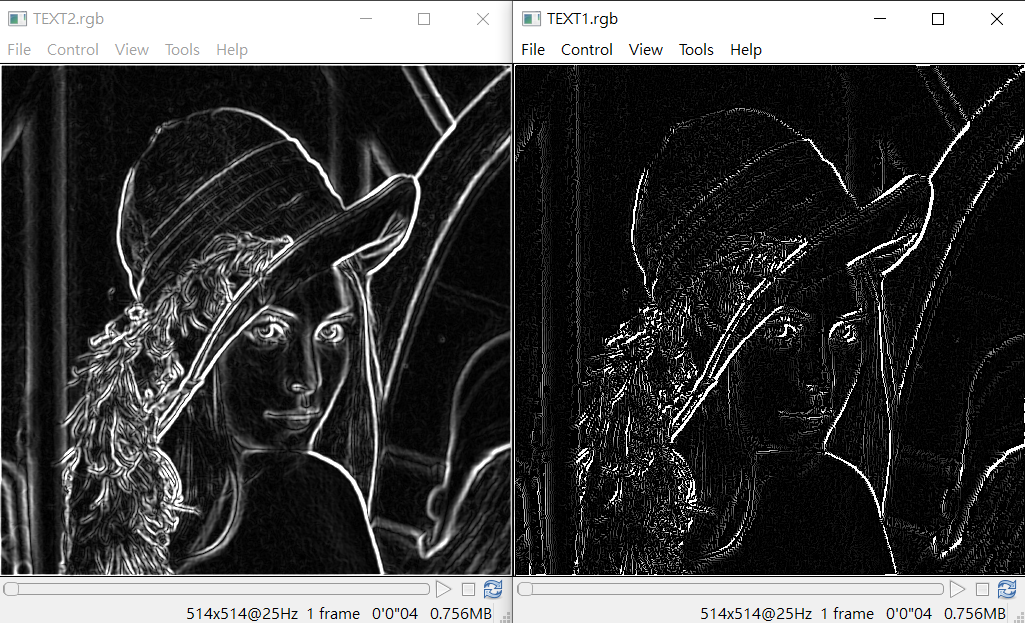 TEXT2.rgb
File Control View Tools Help
514x514@25Hz 1 frame 0'0"04 0.756MB
TEXT1.rgb
File Control View Tools Help
514x514@25Hz 1 frame 0'0"04 0.756MB